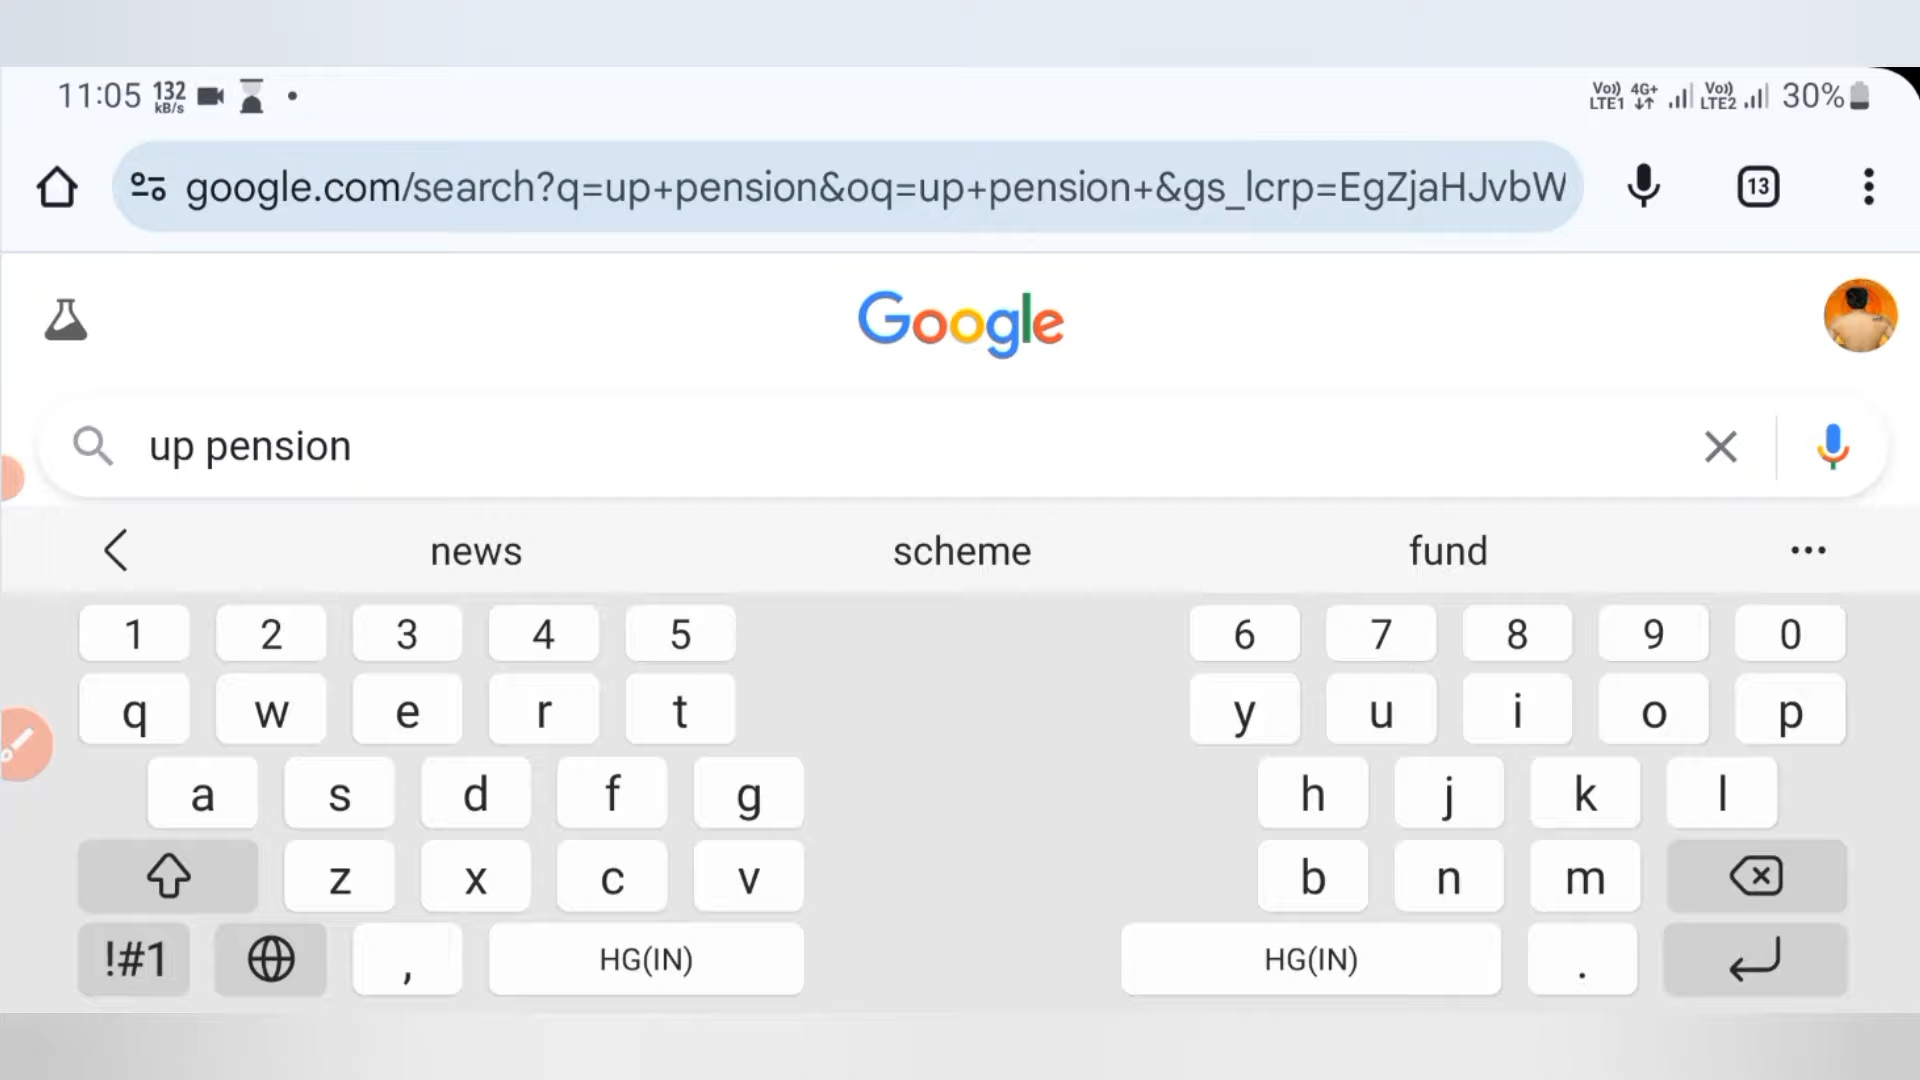 11:05 132 kB/s Vo)) LTE1 4G+ Vo)) LTE2 30%
google.com/search?q=up+pension&oq=up+pension+&gs_lcrp=EgZjaHJvbW 13
Google
up pension
news scheme fund
1 2 3 4 5 6 7 8 9 0
q w e r t y u i o p
a s d f g h j k l
z x c v b n m
!#1 , HG(IN) HG(IN) .